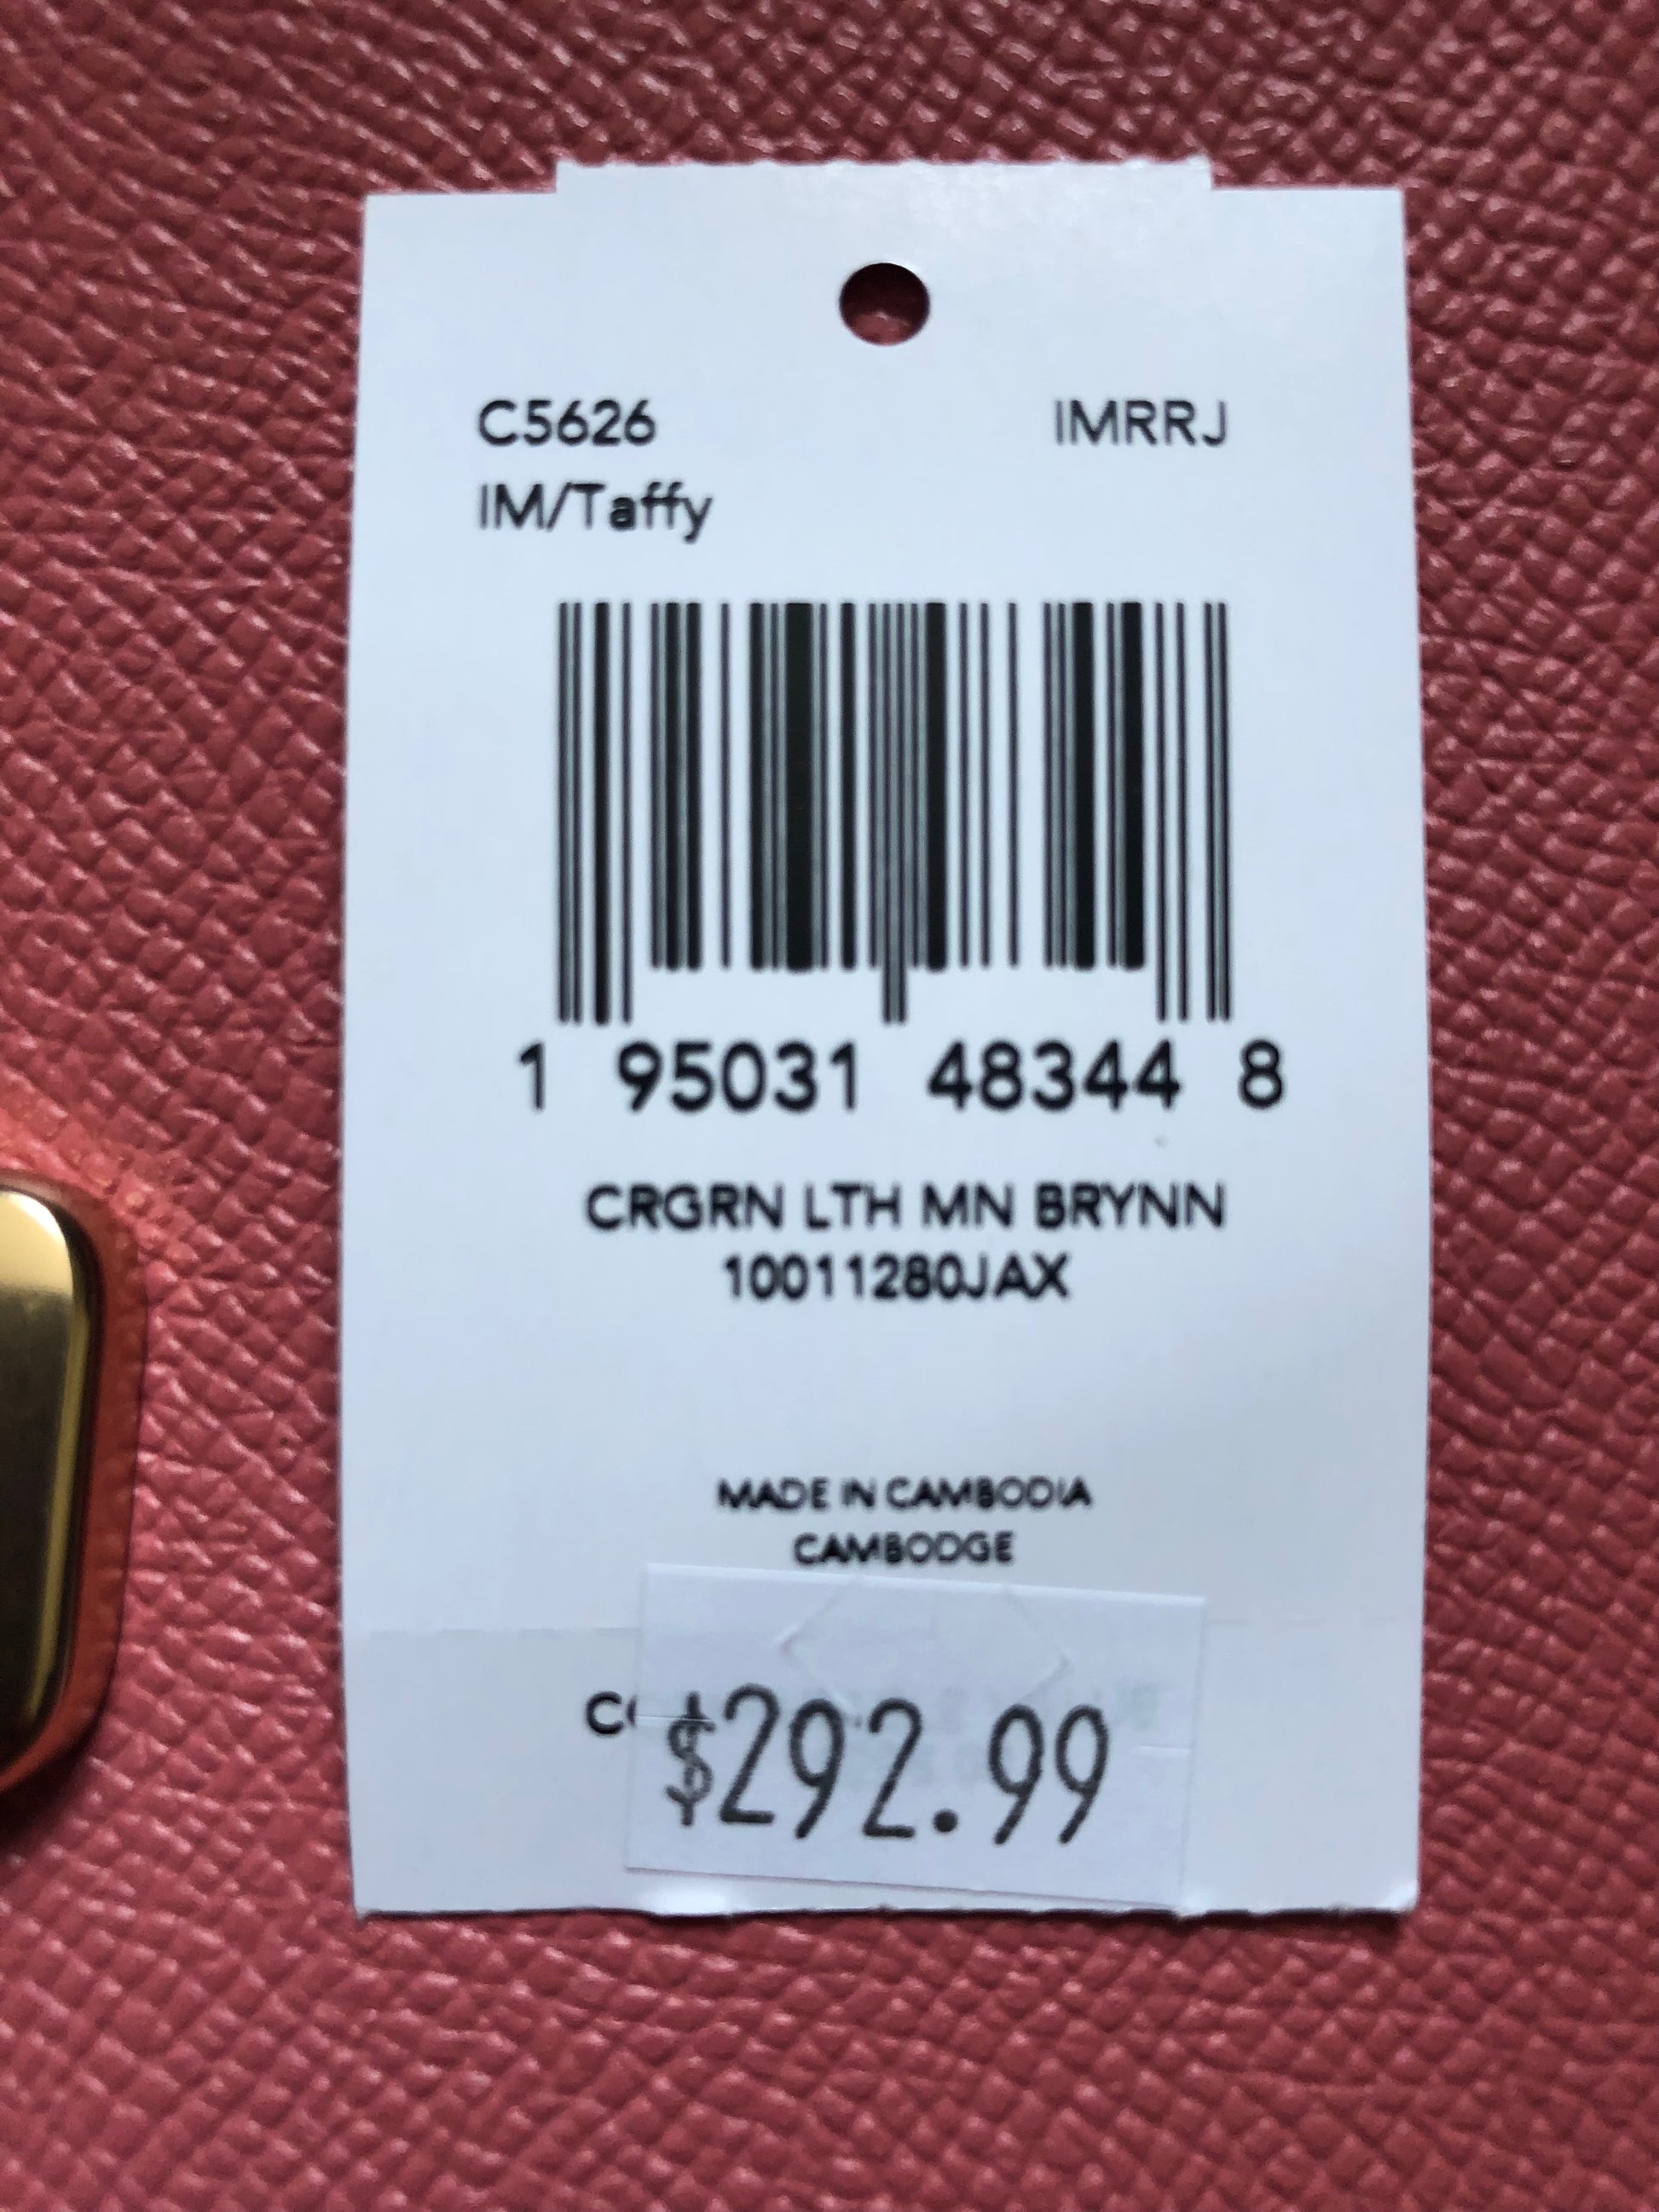 C5626 IMRRJ
IM/Taffy
1 95031 48344 8
CRGRN LTH MN BRYNN
10011280JAX
MADE IN CAMBODIA
CAMBODGE
$292.99